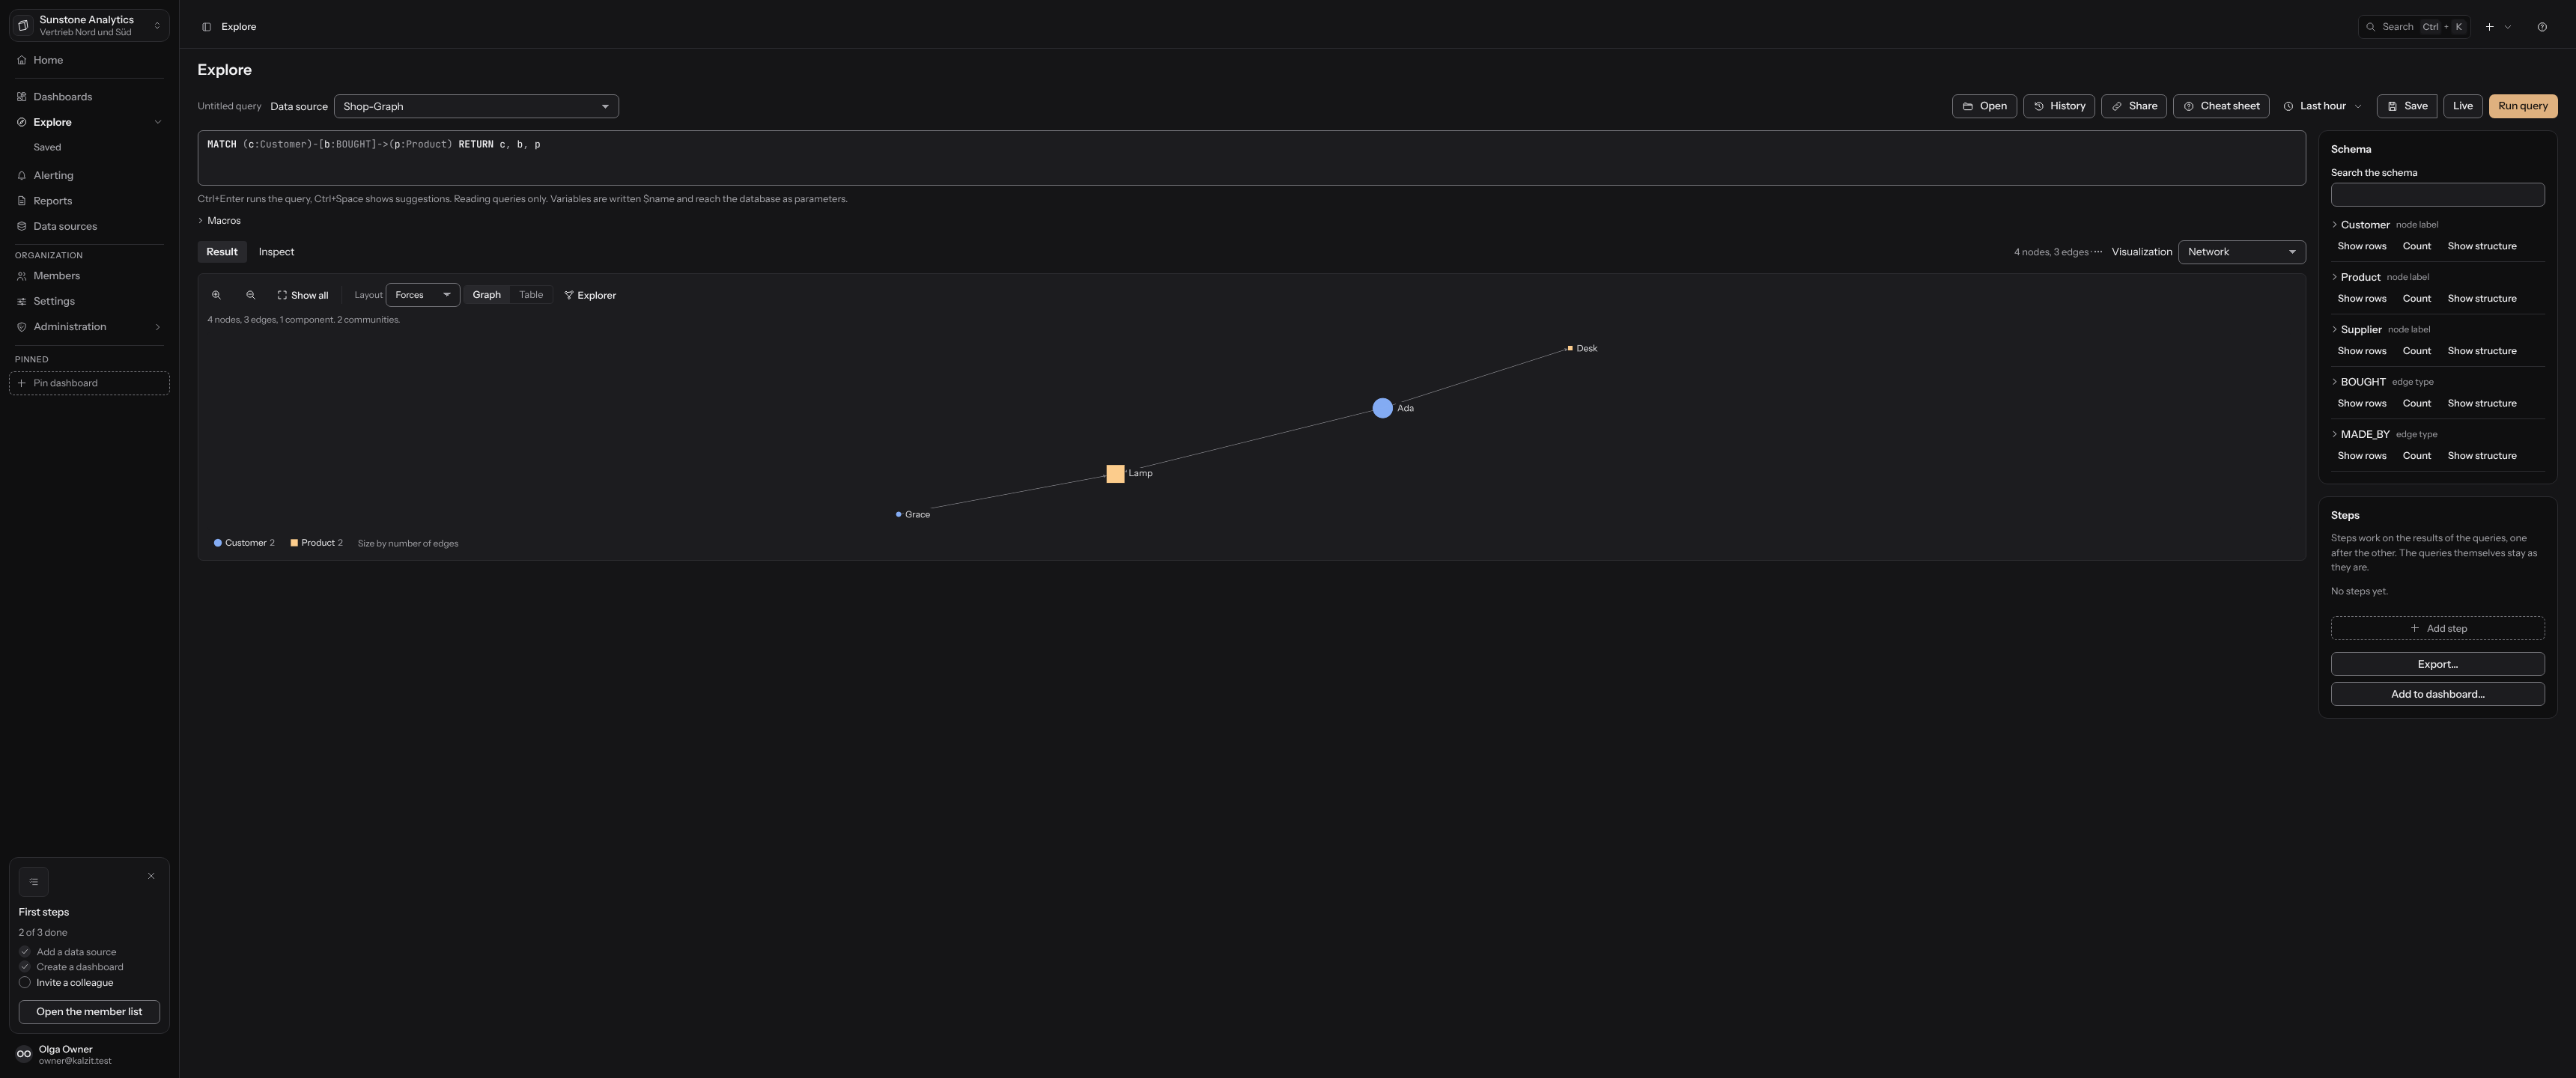 Sunstone Analytics
Vertrieb Nord und Süd
Home
Dashboards
Explore
Saved
Alerting
Reports
Data sources
ORGANIZATION
Members
Settings
Administration
PINNED
Pin dashboard
First steps
2 of 3 done
Add a data source
Create a dashboard
Invite a colleague
Open the member list
OO
Olga Owner
owner@kalzit.test
Explore
Search Ctrl + K
Explore
Untitled query Data source Shop-Graph
Open History Share Cheat sheet Last hour Save Live Run query
MATCH (c:Customer)-[b:BOUGHT]->(p:Product) RETURN c, b, p
Ctrl+Enter runs the query, Ctrl+Space shows suggestions. Reading queries only. Variables are written $name and reach the database as parameters.
Macros
Result Inspect
4 nodes, 3 edges · ... Visualization Network
Show all Layout Forces Graph Table Explorer
4 nodes, 3 edges, 1 component. 2 communities.
Desk
Ada
Lamp
Grace
Customer 2 Product 2 Size by number of edges
Schema
Search the schema
Customer node label
Show rows Count Show structure
Product node label
Show rows Count Show structure
Supplier node label
Show rows Count Show structure
BOUGHT edge type
Show rows Count Show structure
MADE_BY edge type
Show rows Count Show structure
Steps
Steps work on the results of the queries, one
after the other. The queries themselves stay as
they are.
No steps yet.
Add step
Export...
Add to dashboard...